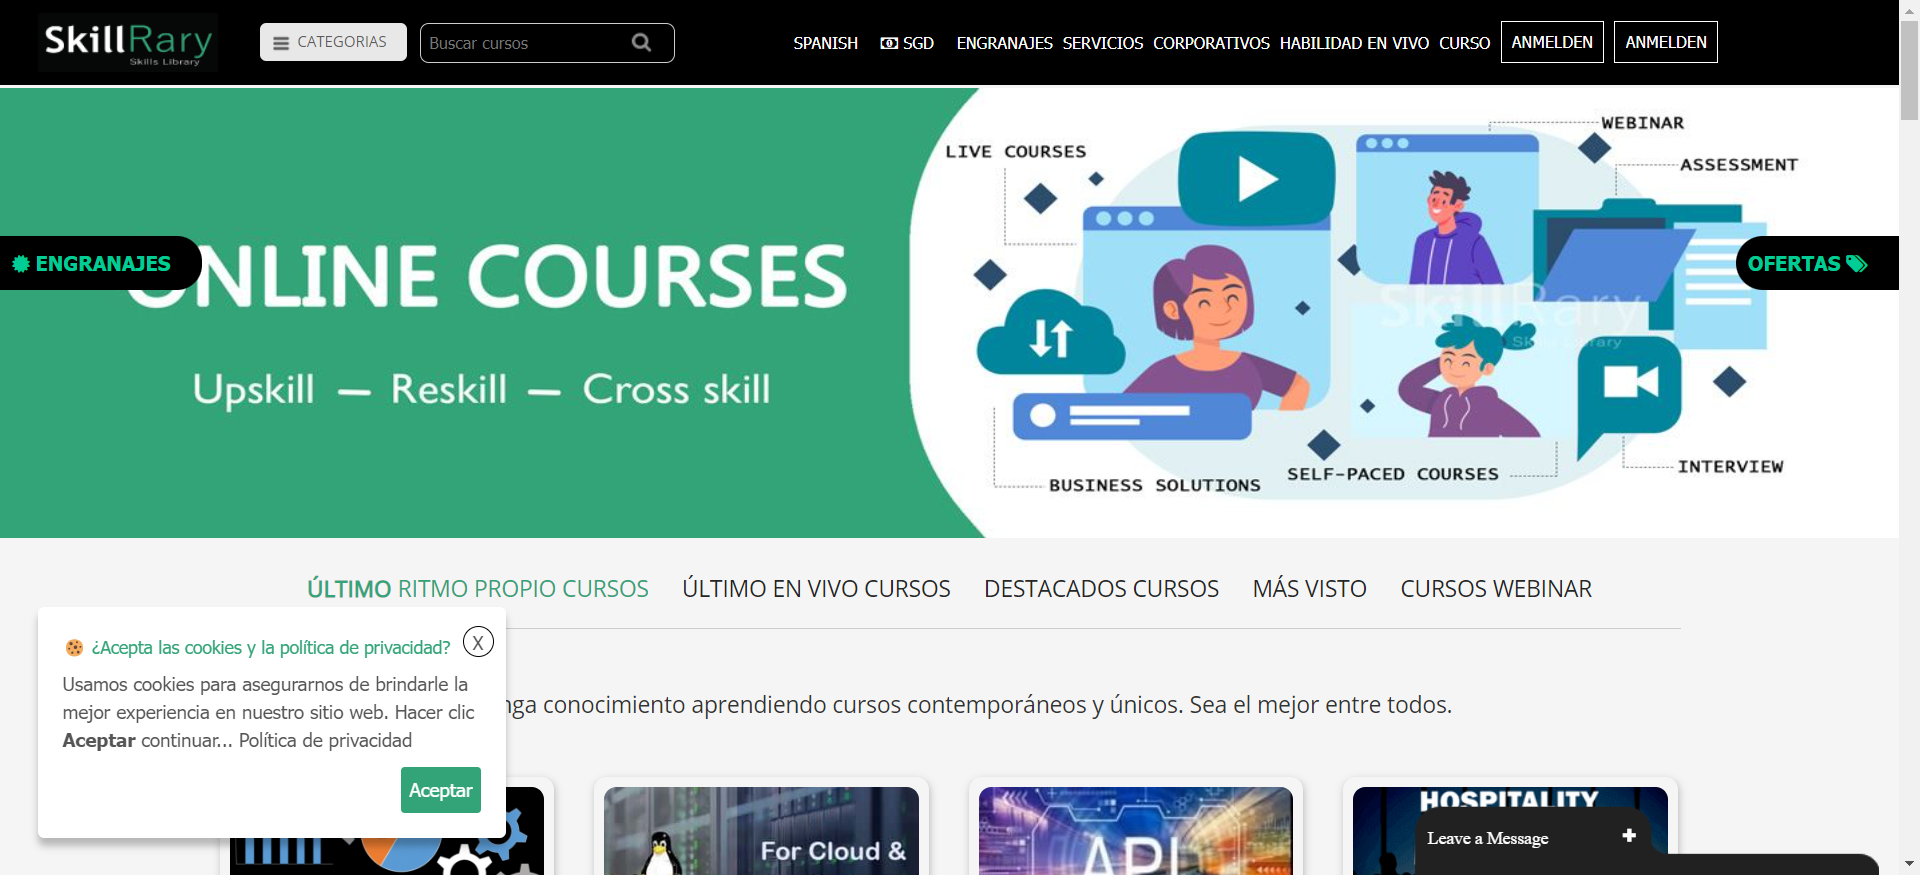 SkillRary
Skills Library
CATEGORIAS
Buscar cursos
SPANISH
SGD
ENGRANAJES
SERVICIOS
CORPORATIVOS
HABILIDAD EN VIVO
CURSO
ANMELDEN
ANMELDEN
ENGRANAJES
ONLINE COURSES
Upskill — Reskill — Cross skill
LIVE COURSES
WEBINAR
ASSESSMENT
OFERTAS
SkillRary
Skills Library
BUSINESS SOLUTIONS
SELF-PACED COURSES
INTERVIEW
ÚLTIMO RITMO PROPIO CURSOS
ÚLTIMO EN VIVO CURSOS
DESTACADOS CURSOS
MÁS VISTO
CURSOS WEBINAR
conocimiento aprendiendo cursos contemporáneos y únicos. Sea el mejor entre todos.
¿Acepta las cookies y la política de privacidad?
X
Usamos cookies para asegurarnos de brindarle la
mejor experiencia en nuestro sitio web. Hacer clic
Aceptar continuar... Política de privacidad
Aceptar
For Cloud &
API
HOSPITALITY
Leave a Message